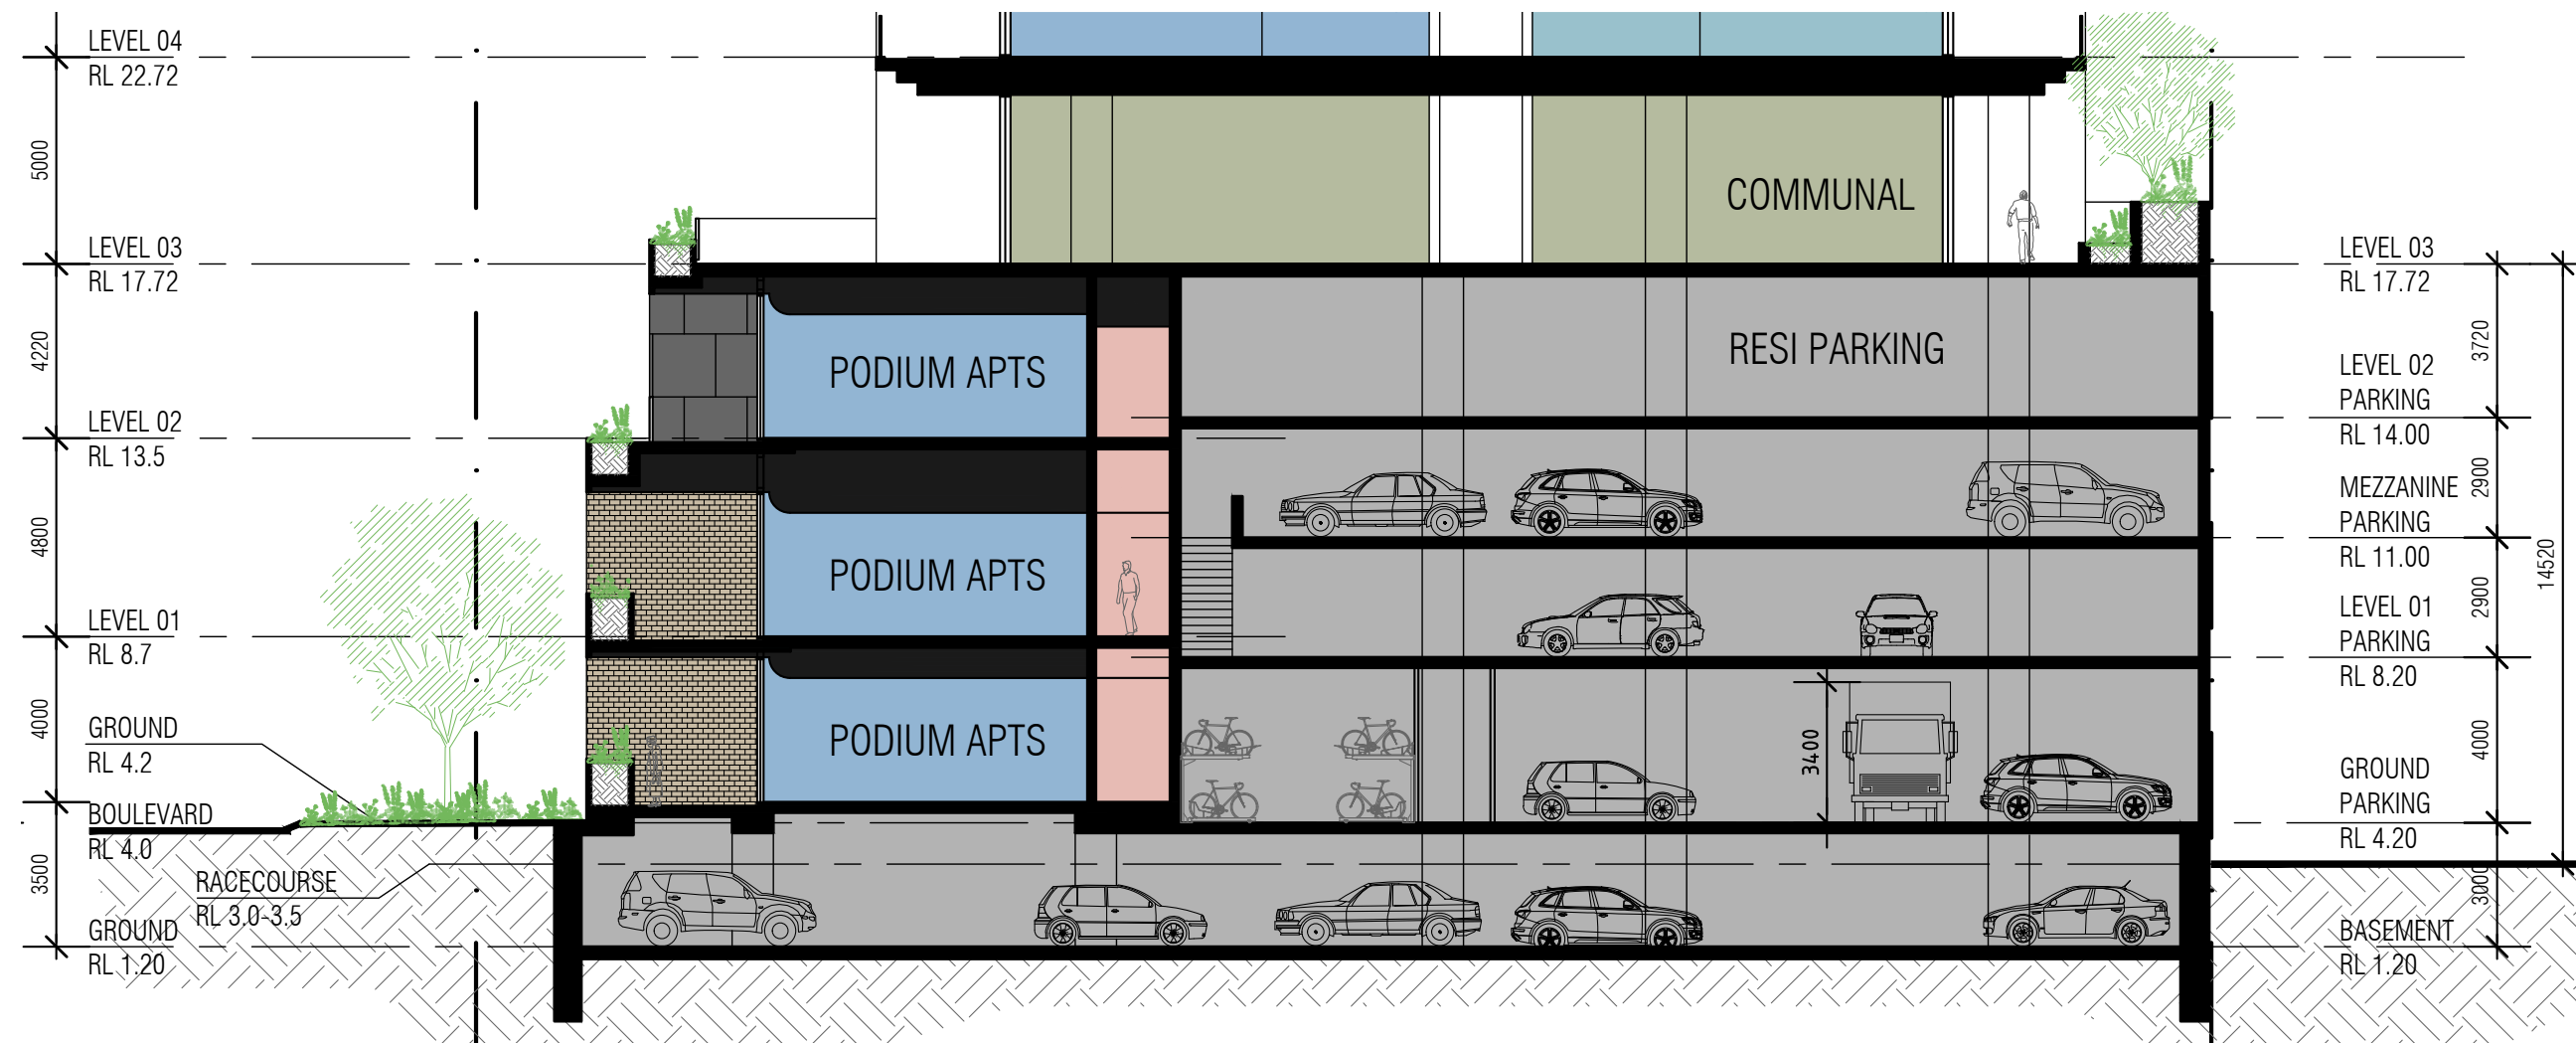 LEVEL 04
RL 22.72
5000
LEVEL 03
RL 17.72
4220
LEVEL 02
RL 13.5
4800
LEVEL 01
RL 8.7
4000
GROUND
RL 4.2
BOULEVARD
RL 4.0
3500
RACECOURSE
RL 3.0-3.5
GROUND
RL 1.20
COMMUNAL
PODIUM APTS
RESI PARKING
PODIUM APTS
PODIUM APTS
3400
LEVEL 03
RL 17.72
3720
LEVEL 02
PARKING
RL 14.00
2900
MEZZANINE
PARKING
RL 11.00
14520
2900
LEVEL 01
PARKING
RL 8.20
4000
GROUND
PARKING
RL 4.20
3000
BASEMENT
RL 1.20